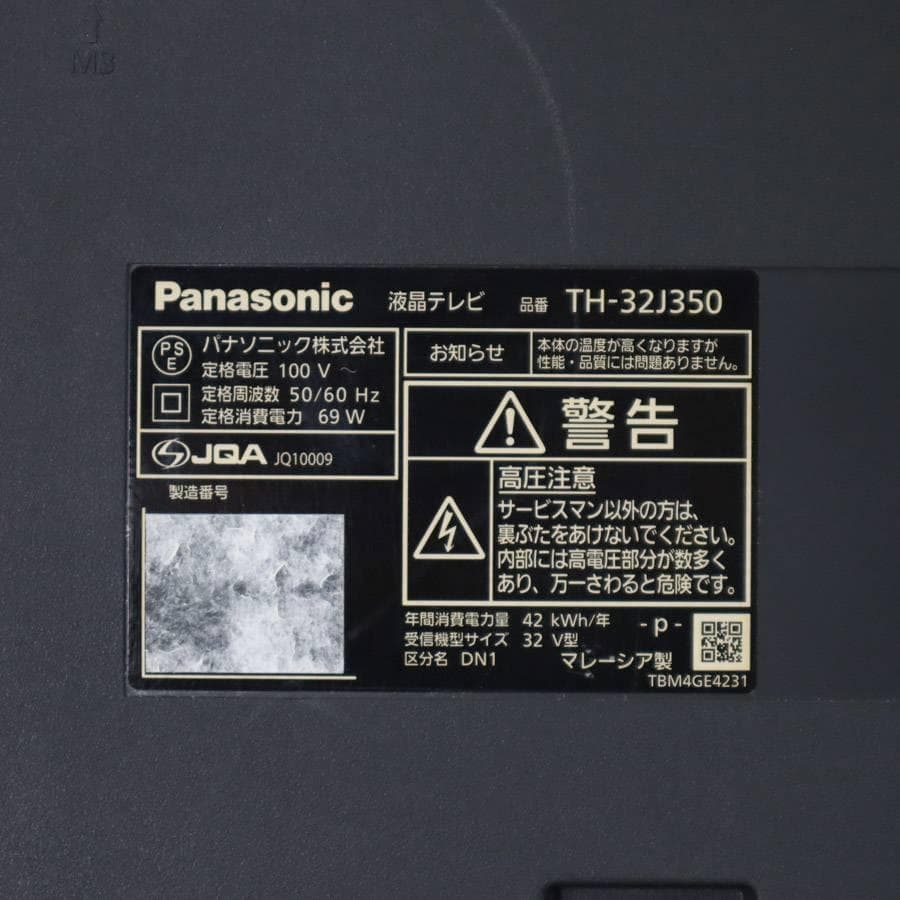 M3
Panasonic 液晶テレビ 品番 TH-32J350
PS
E
パナソニック株式会社
定格電圧 100 V ～
定格周波数 50/60 Hz
定格消費電力 69 W
JQA JQ10009
製造番号
お知らせ
本体の温度が高くなりますが
性能・品質には問題ありません。
警告
高圧注意
サービスマン以外の方は、
裏ぶたをあけないでください。
内部には高電圧部分が数多く
あり、万一さわると危険です。
年間消費電力量 42 kWh/年 - p -
受信機型サイズ 32 V型
区分名 DN1 マレーシア製
TBM4GE4231